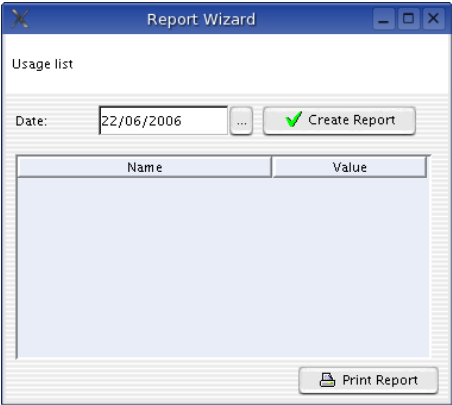 Report Wizard
Usage list
Date: 22/06/2006 ... Create Report
Name Value
Print Report